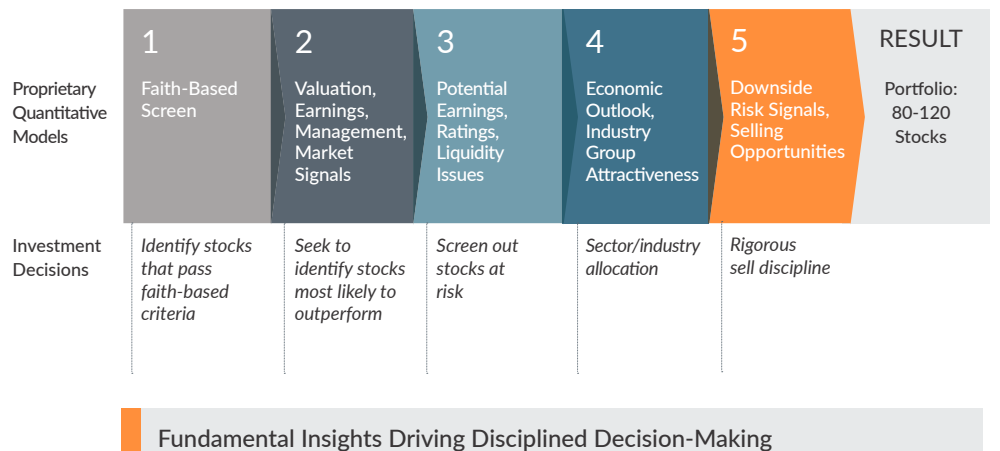 1
Faith-Based
Screen
2
Valuation,
Earnings,
Management,
Market
Signals
3
Potential
Earnings,
Ratings,
Liquidity
Issues
4
Economic
Outlook,
Industry
Group
Attractiveness
5
Downside
Risk Signals,
Selling
Opportunities
RESULT
Portfolio:
80-120
Stocks
Proprietary
Quantitative
Models
Investment
Decisions
Identify stocks
that pass
faith-based
criteria
Seek to
identify stocks
most likely to
outperform
Screen out
stocks at
risk
Sector/industry
allocation
Rigorous
sell discipline
Fundamental Insights Driving Disciplined Decision-Making